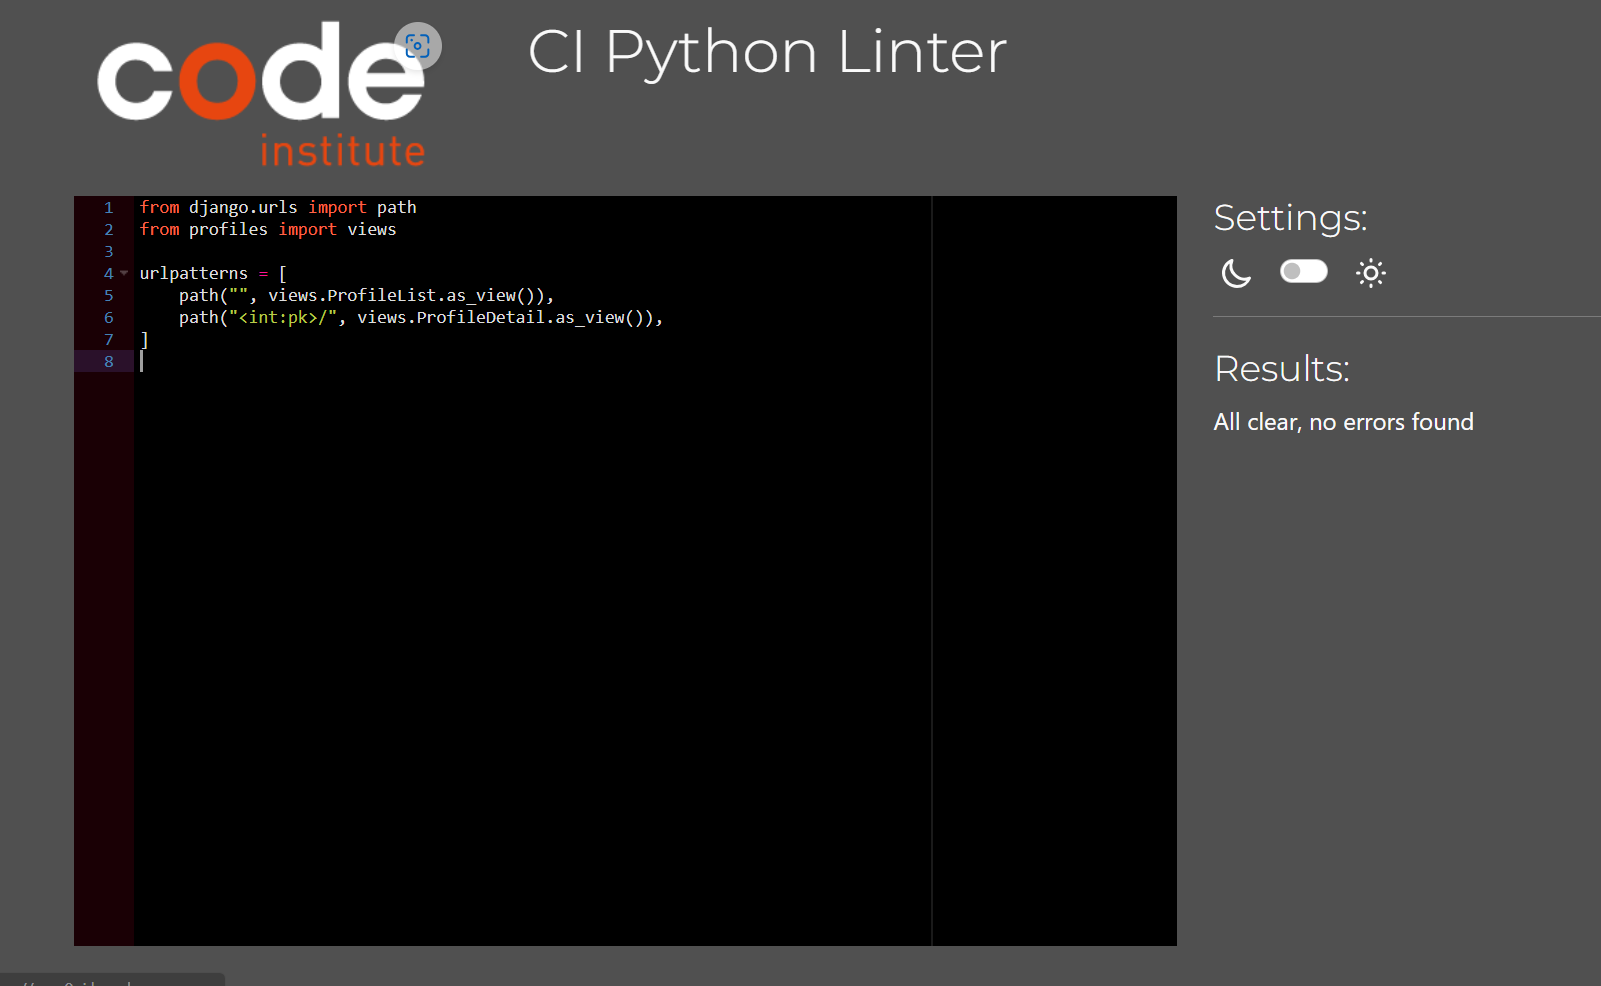 code
institute
CI Python Linter
1 from django.urls import path
2 from profiles import views
3
4 urlpatterns = [
5     path("", views.ProfileList.as_view()),
6     path("<int:pk>/", views.ProfileDetail.as_view()),
7 ]
8
Settings:
Results:
All clear, no errors found